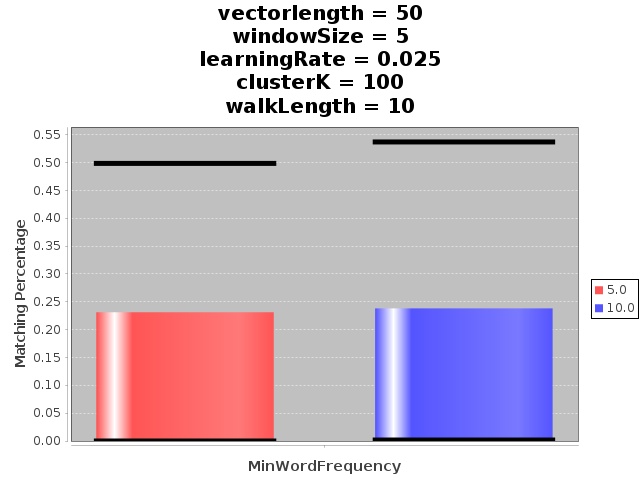 vectorlength = 50
windowSize = 5
learningRate = 0.025
clusterK = 100
walkLength = 10
0.55
0.50
0.45
0.40
0.35
0.30
0.25
0.20
0.15
0.10
0.05
0.00
Matching Percentage
MinWordFrequency
5.0
10.0